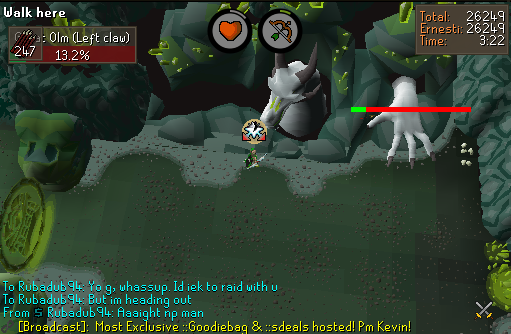 Walk here
: Olm (Left claw)
247
13.2%
Total: 26249
Ernesti: 26249
Time: 3:22
To Rubadub94: Yo g, whassup. Id iek to raid with u
To Rubadub94: But im heading out
From S Rubadub94: Aaaight np man
[Broadcast]: Most Exclusive ::Goodiebag & ::sdeals hosted! Pm Kevin!